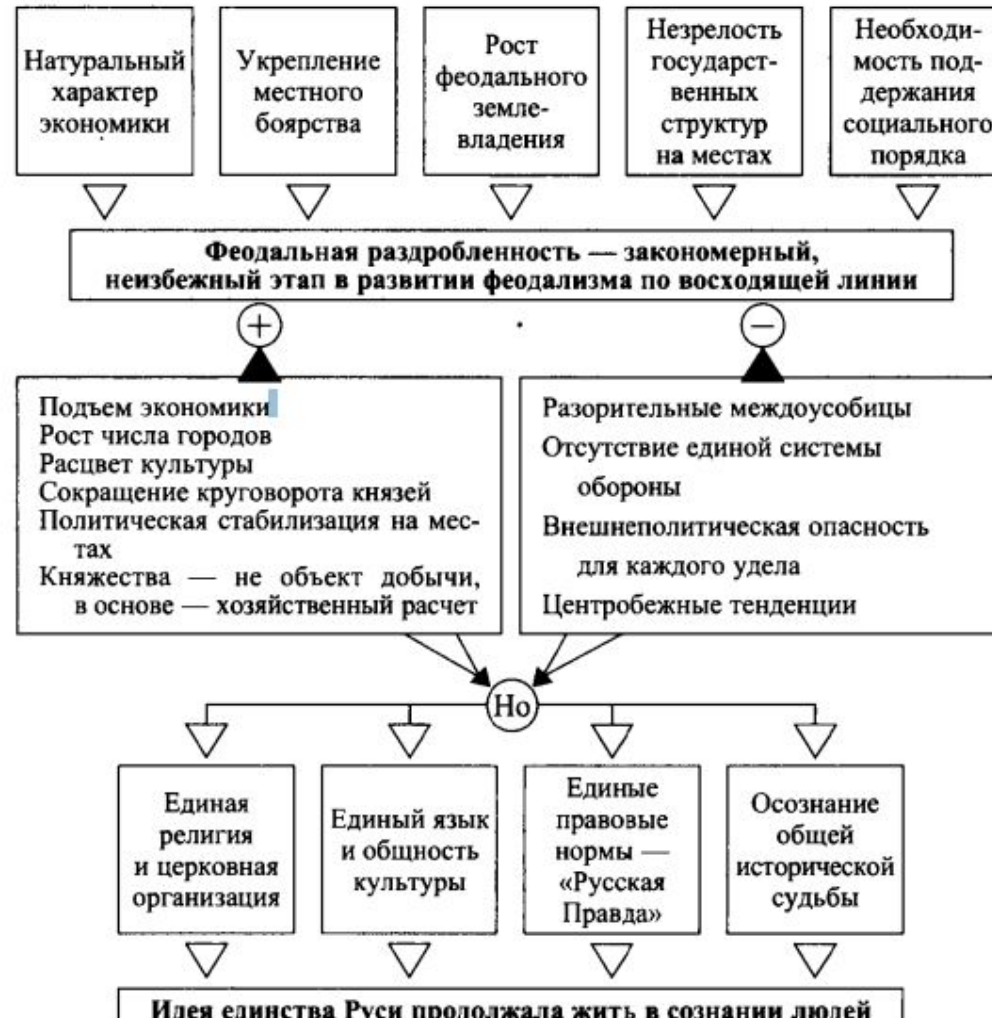 Натуральный
характер
экономики
Укрепление
местного
боярства
Рост
феодального
земле-
владения
Незрелость
государст-
венных
структур
на местах
Необходи-
мость под-
держания
социального
порядка
Феодальная раздробленность — закономерный,
неизбежный этап в развитии феодализма по восходящей линии
+
−
Подъем экономики
Рост числа городов
Расцвет культуры
Сокращение круговорота князей
Политическая стабилизация на мес-
тах
Княжества — не объект добычи,
в основе — хозяйственный расчет
Разорительные междоусобицы
Отсутствие единой системы
обороны
Внешнеполитическая опасность
для каждого удела
Центробежные тенденции
Но
Единая
религия
и церковная
организация
Единый язык
и общность
культуры
Единые
правовые
нормы —
«Русская
Правда»
Осознание
общей
исторической
судьбы
Идея единства Руси продолжала жить в сознании людей